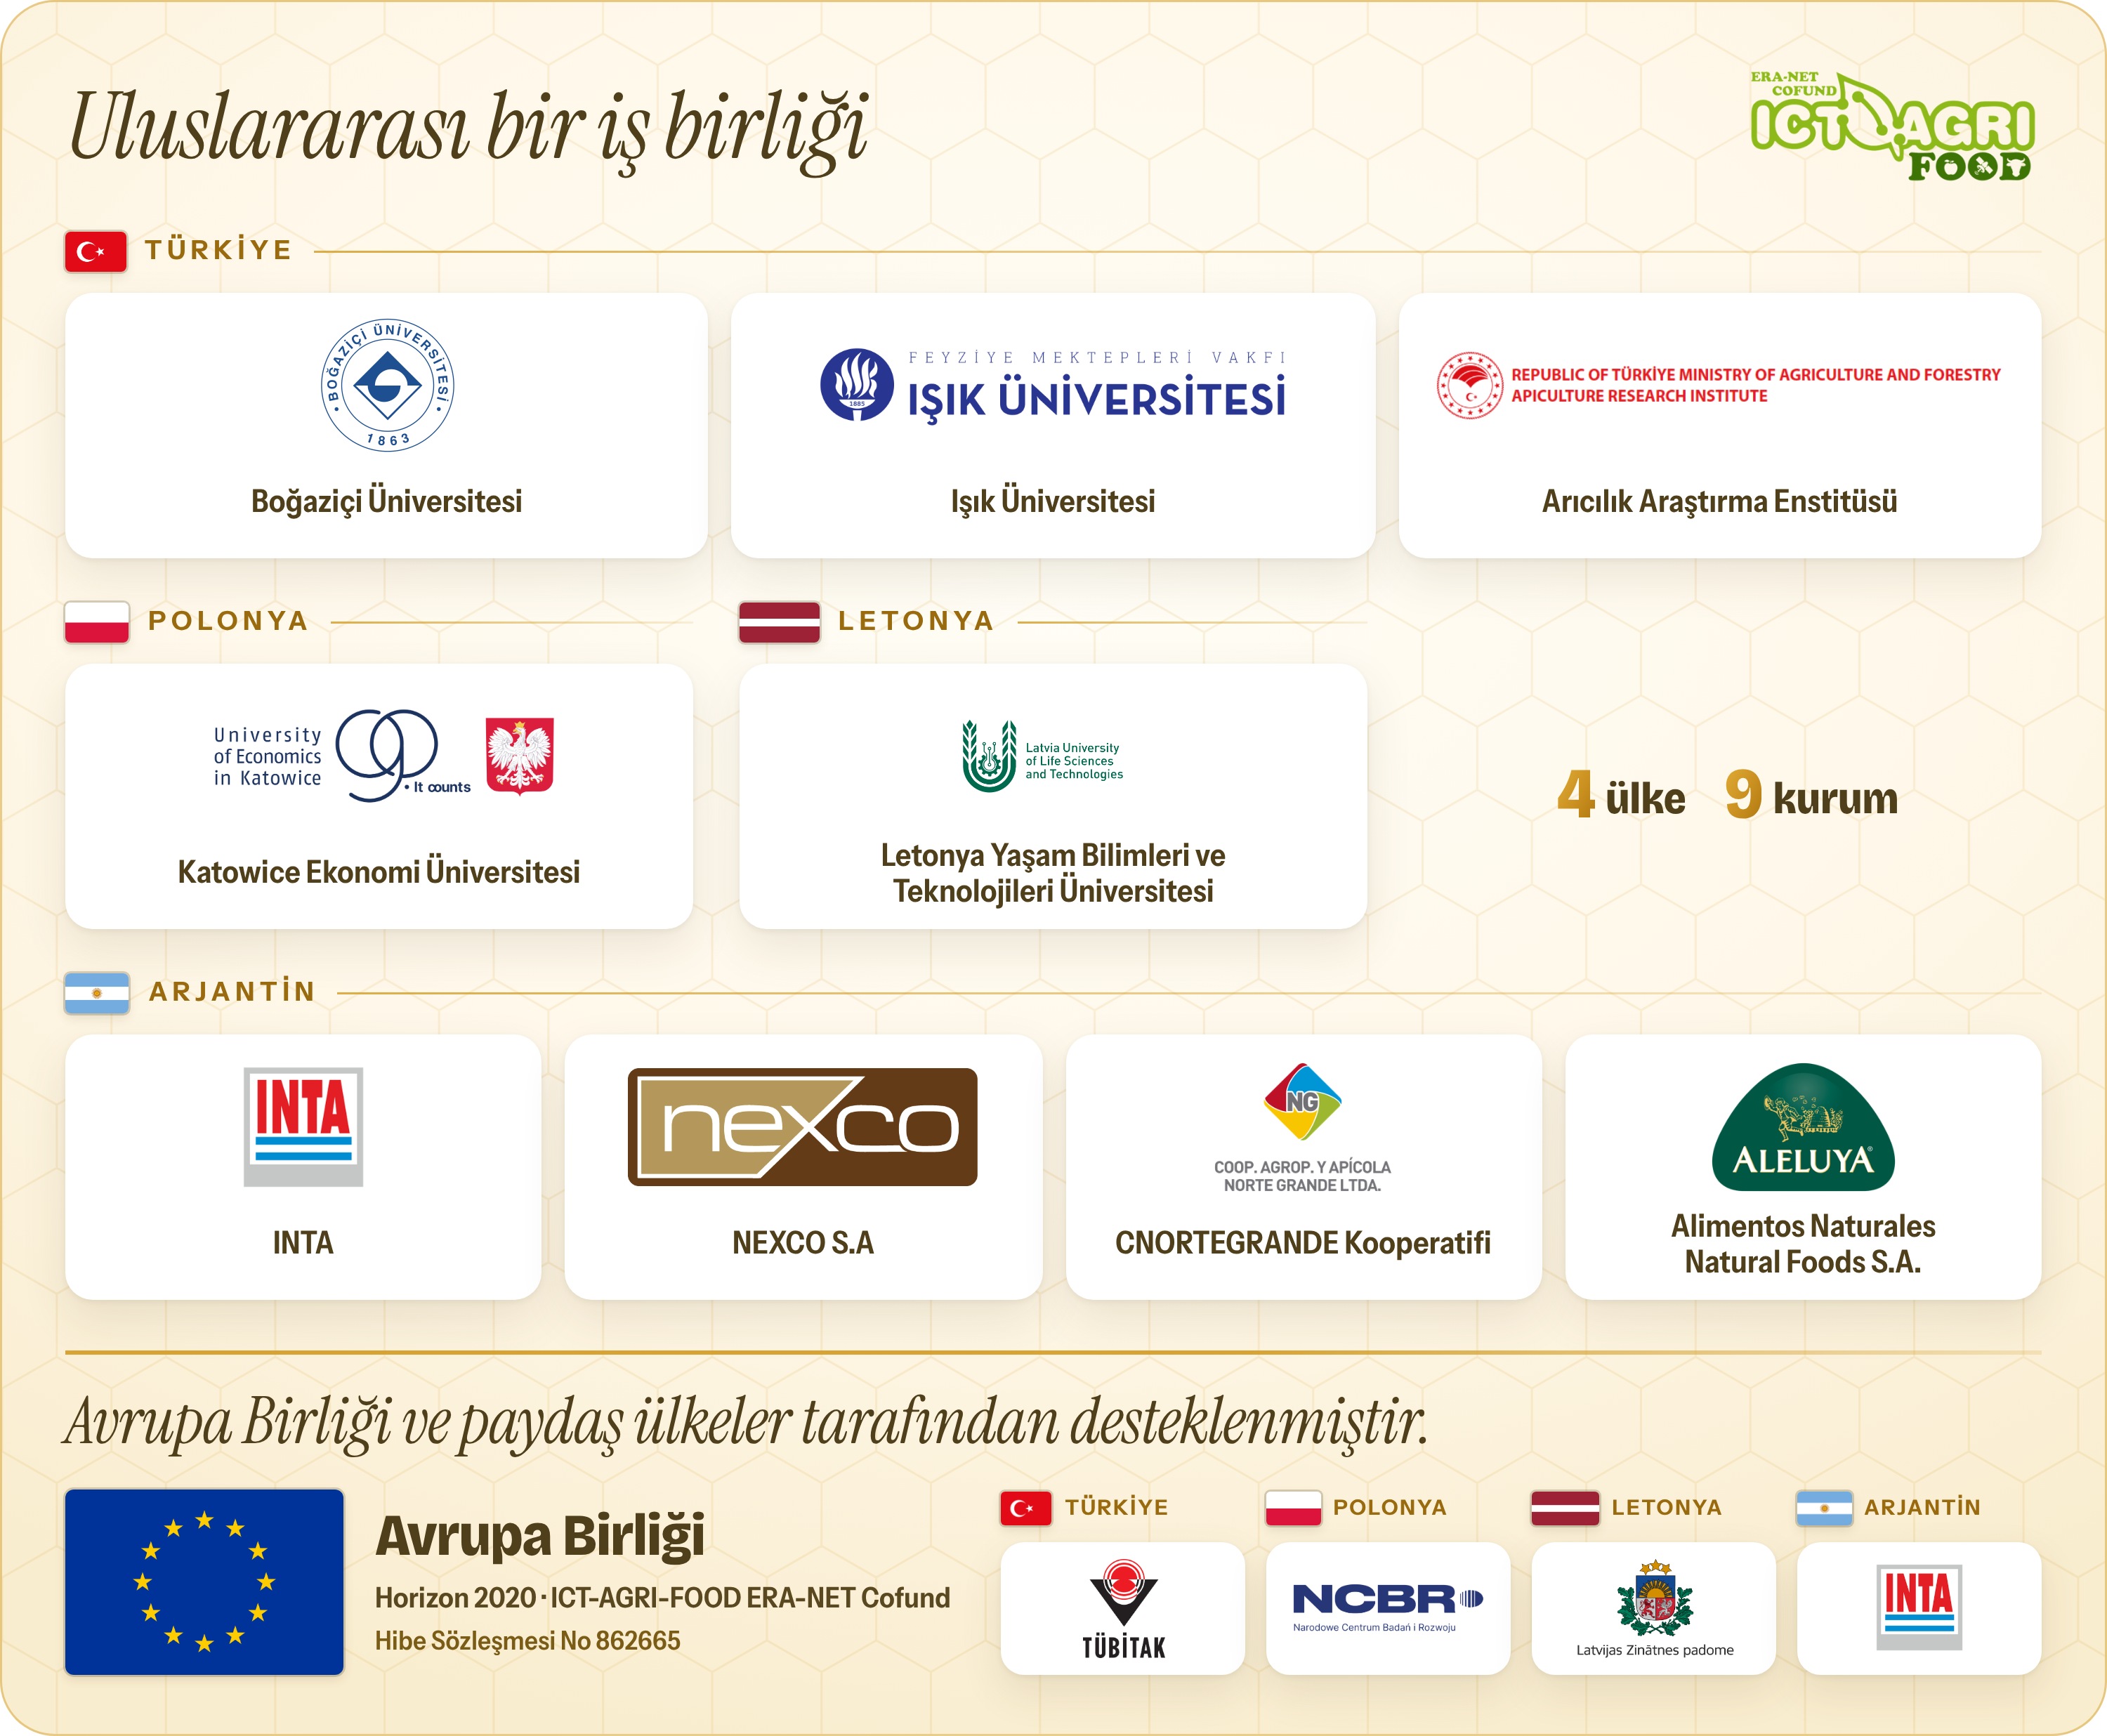 Uluslararası bir iş birliği
ERA-NET
COFUND
ICT AGRI
FOOD
TÜRKİYE
BOĞAZİÇİ ÜNİVERSİTESİ
1863
Boğaziçi Üniversitesi
1885
FEYZİYE MEKTEPLERİ VAKFI
IŞIK ÜNİVERSİTESİ
Işık Üniversitesi
REPUBLIC OF TÜRKİYE MINISTRY OF AGRICULTURE AND FORESTRY
APICULTURE RESEARCH INSTITUTE
Arıcılık Araştırma Enstitüsü
POLONYA
University
of Economics
in Katowice
It counts
Katowice Ekonomi Üniversitesi
LETONYA
Latvia University
of Life Sciences
and Technologies
Letonya Yaşam Bilimleri ve
Teknolojileri Üniversitesi
4 ülke 9 kurum
ARJANTİN
INTA
INTA
nexco
NEXCO S.A
NG
COOP. AGROP. Y APÍCOLA
NORTE GRANDE LTDA.
CNORTEGRANDE Kooperatifi
ALELUYA®
Alimentos Naturales
Natural Foods S.A.
Avrupa Birliği ve paydaş ülkeler tarafından desteklenmiştir.
Avrupa Birliği
Horizon 2020 · ICT-AGRI-FOOD ERA-NET Cofund
Hibe Sözleşmesi No 862665
TÜRKİYE
TÜBİTAK
POLONYA
NCBR
Narodowe Centrum Badań i Rozwoju
LETONYA
Latvijas Zinātnes padome
ARJANTİN
INTA